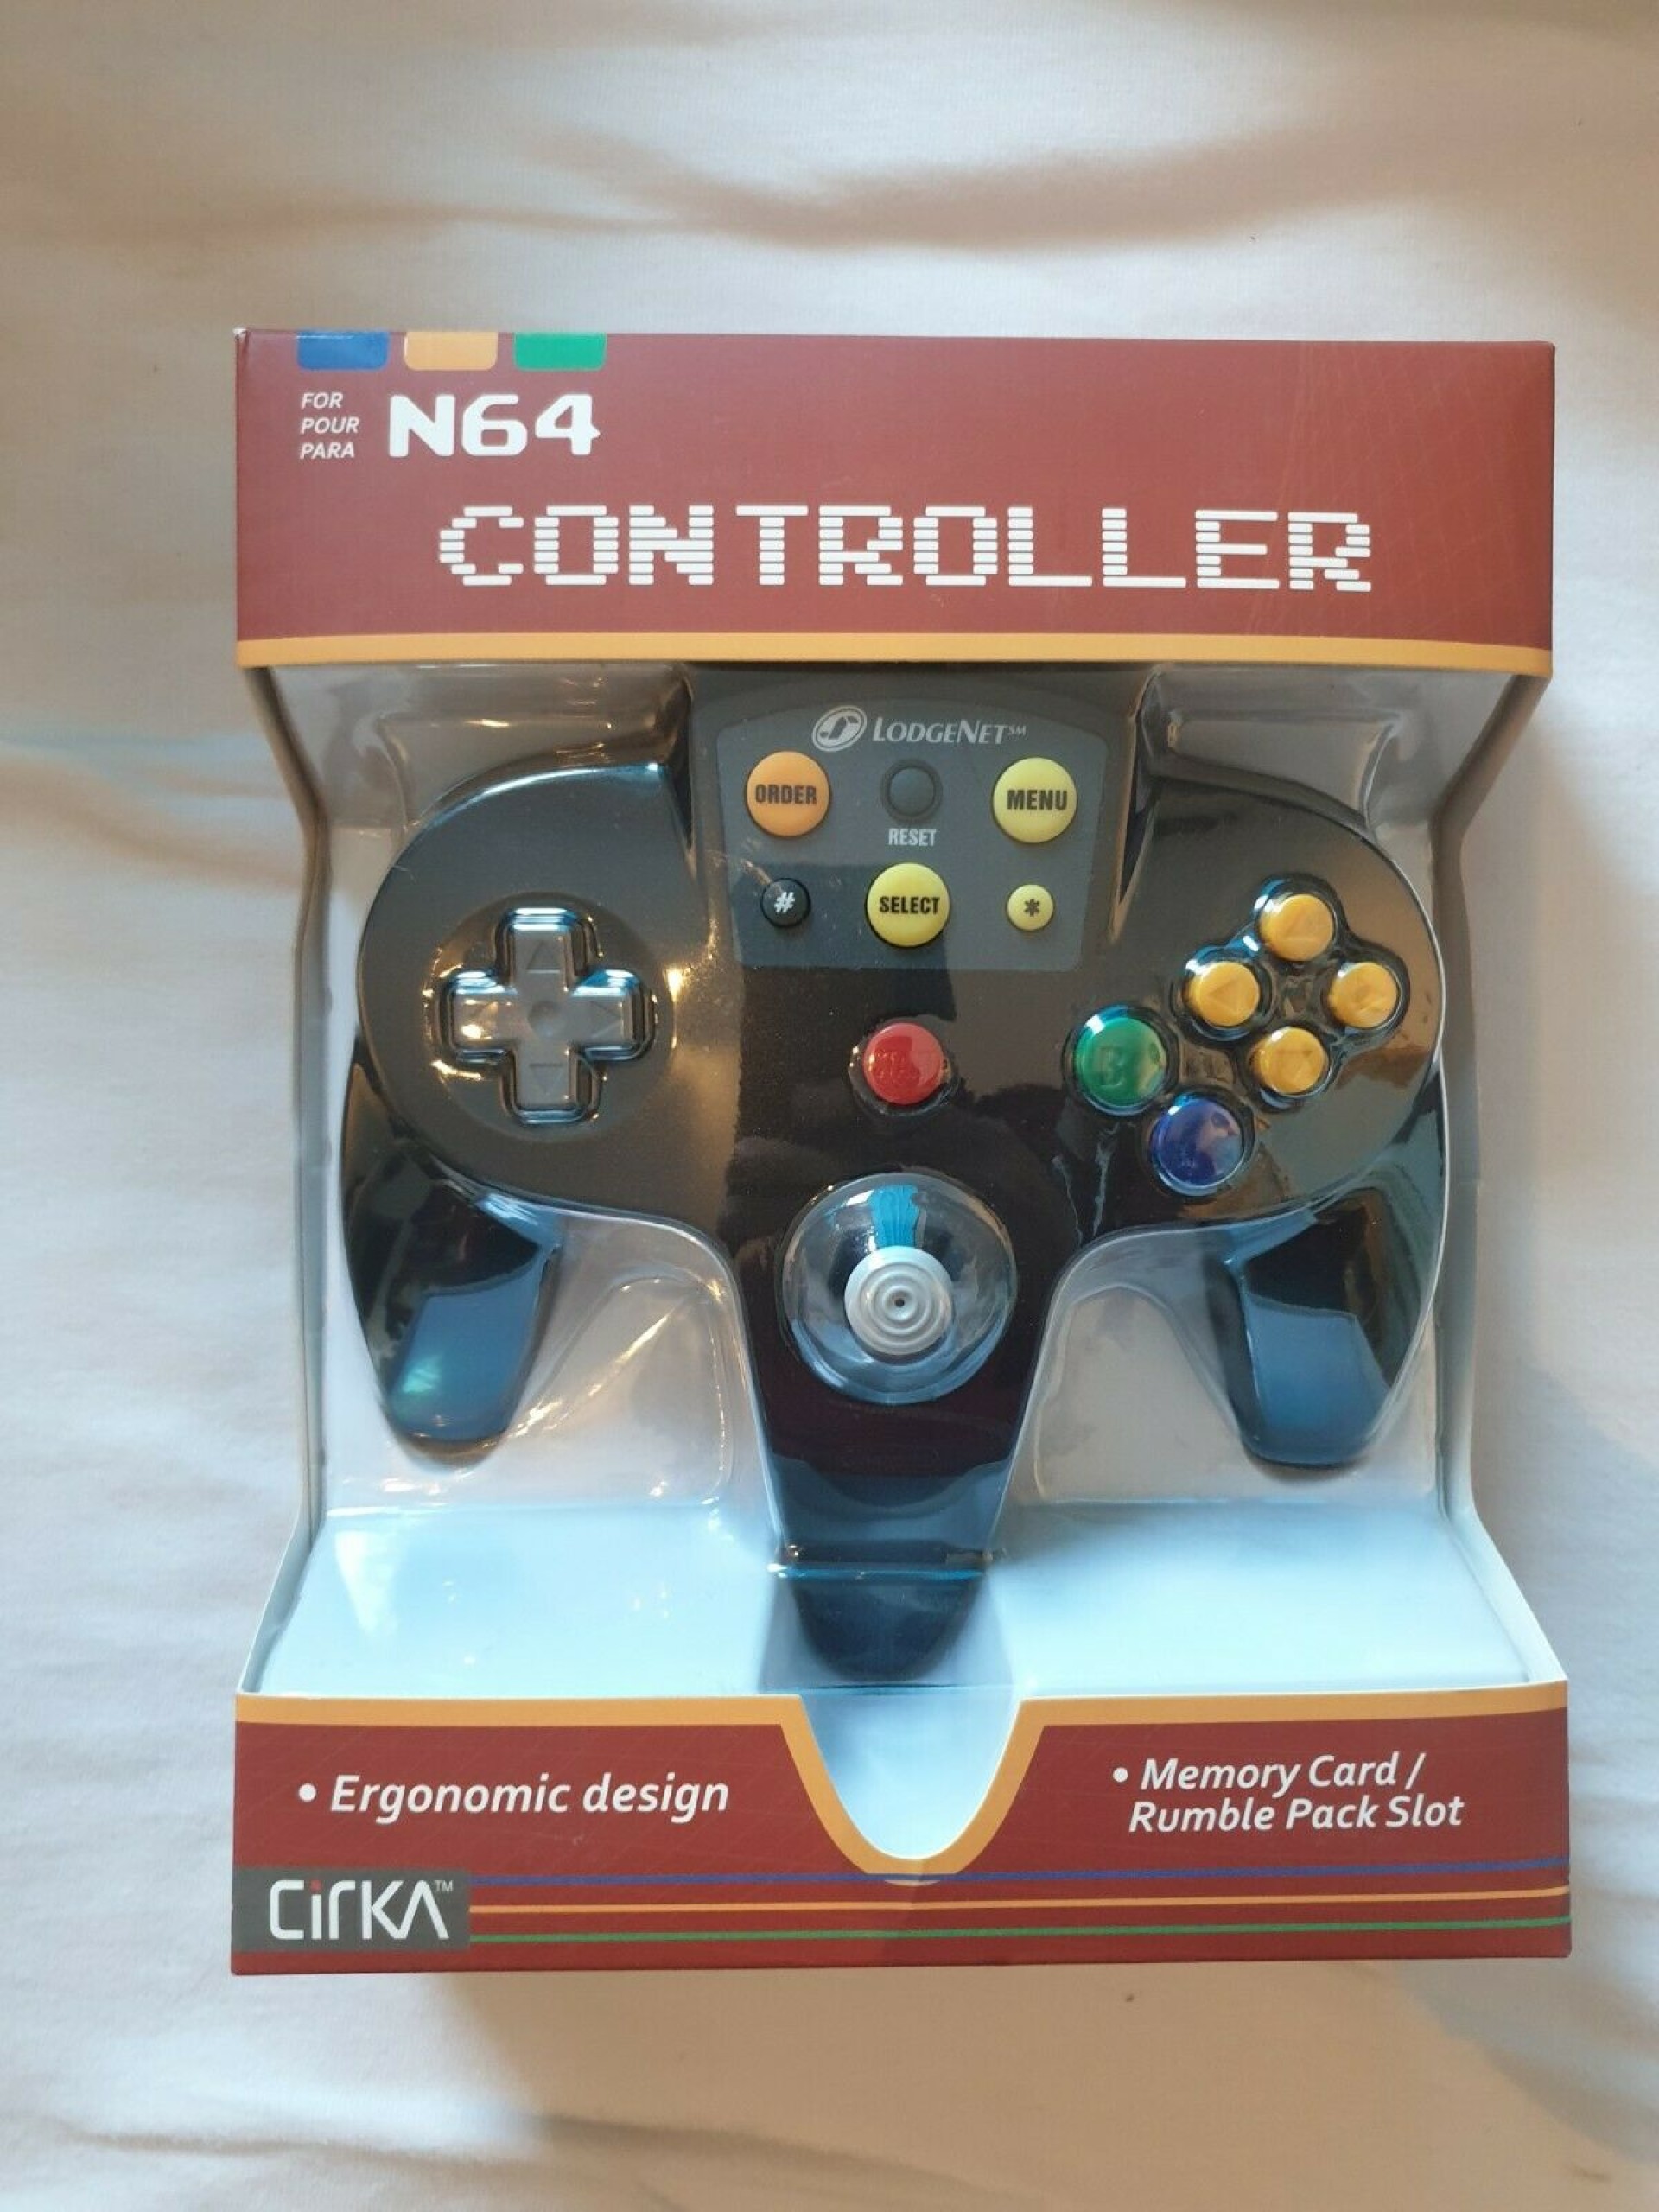 FOR
POUR
PARA
N64
CONTROLLER
LODGENET℠
ORDER
MENU
RESET
#
SELECT
*
B
• Ergonomic design
• Memory Card /
Rumble Pack Slot
CirKA™